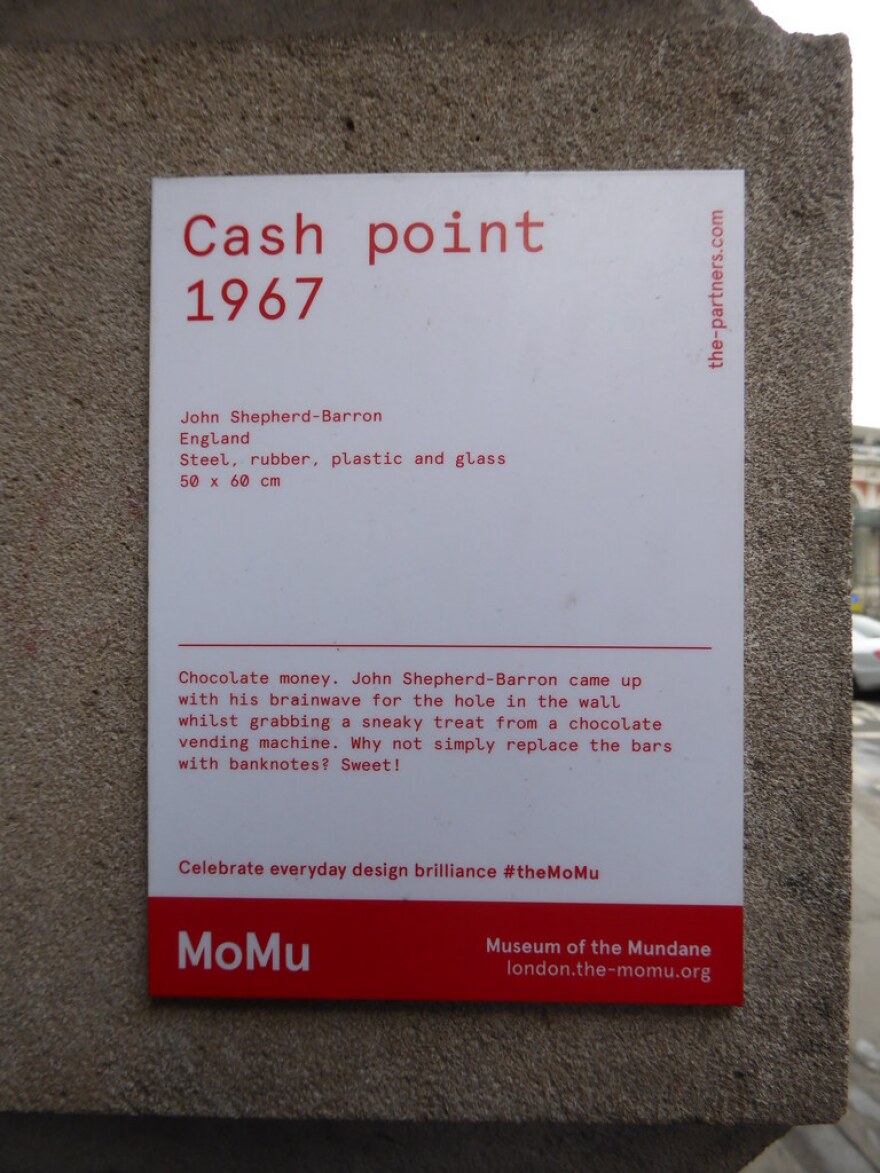 Cash point
1967
the-partners.com
John Shepherd-Barron
England
Steel, rubber, plastic and glass
50 x 60 cm
Chocolate money. John Shepherd-Barron came up
with his brainwave for the hole in the wall
whilst grabbing a sneaky treat from a chocolate
vending machine. Why not simply replace the bars
with banknotes? Sweet!
Celebrate everyday design brilliance #theMoMu
MoMu
Museum of the Mundane
london.the-momu.org